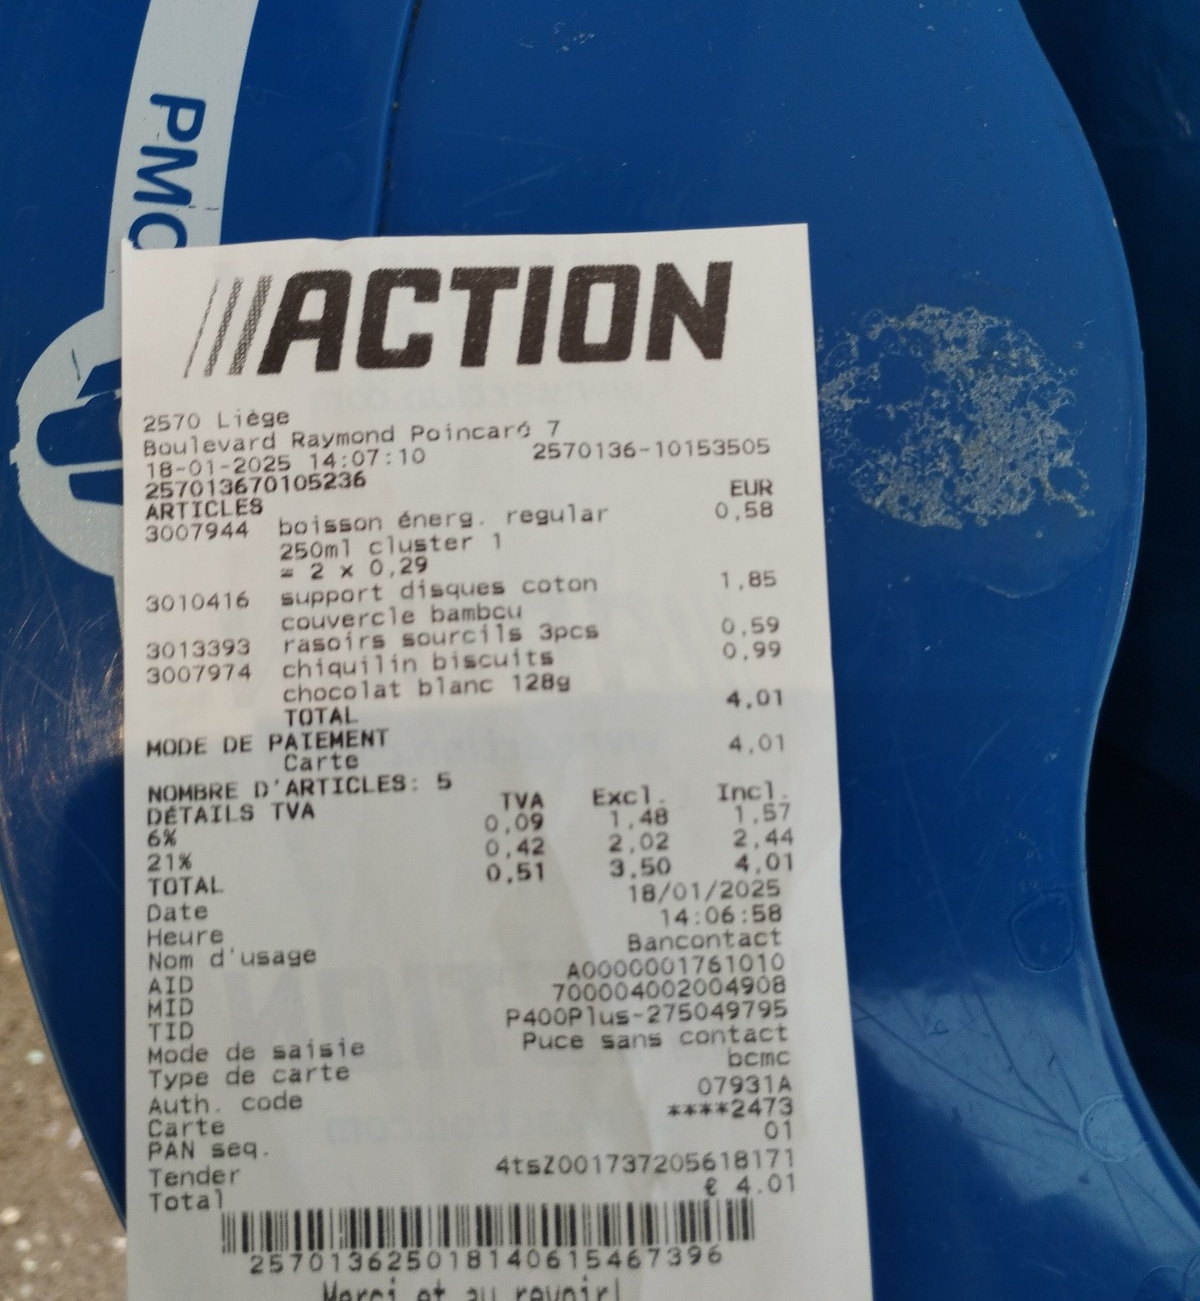 PMC
ACTION
2570 Liège
Boulevard Raymond Poincaré 7
18-01-2025 14:07:10 2570136-10153505
257013670105236
ARTICLES EUR
3007944 boisson énerg. regular 0,58
250ml cluster 1
= 2 x 0,29
3010416 support disques coton 1,85
couvercle bambou
3013393 rasoirs sourcils 3pcs 0,59
3007974 chiquilin biscuits 0,99
chocolat blanc 128g
TOTAL 4,01
MODE DE PAIEMENT
Carte 4,01
NOMBRE D'ARTICLES: 5
DÉTAILS TVA TVA Excl. Incl.
6% 0,09 1,48 1,57
21% 0,42 2,02 2,44
TOTAL 0,51 3,50 4,01
Date 18/01/2025
Heure 14:06:58
Nom d'usage Bancontact
AID A0000001761010
MID 700004002004908
TID P400Plus-275049795
Mode de saisie Puce sans contact
Type de carte bcmc
Auth. code 07931A
Carte ****2473
PAN seq. 01
Tender 4tsZ001737205618171
Total € 4.01
257013625018140615467396
Merci et au revoir!